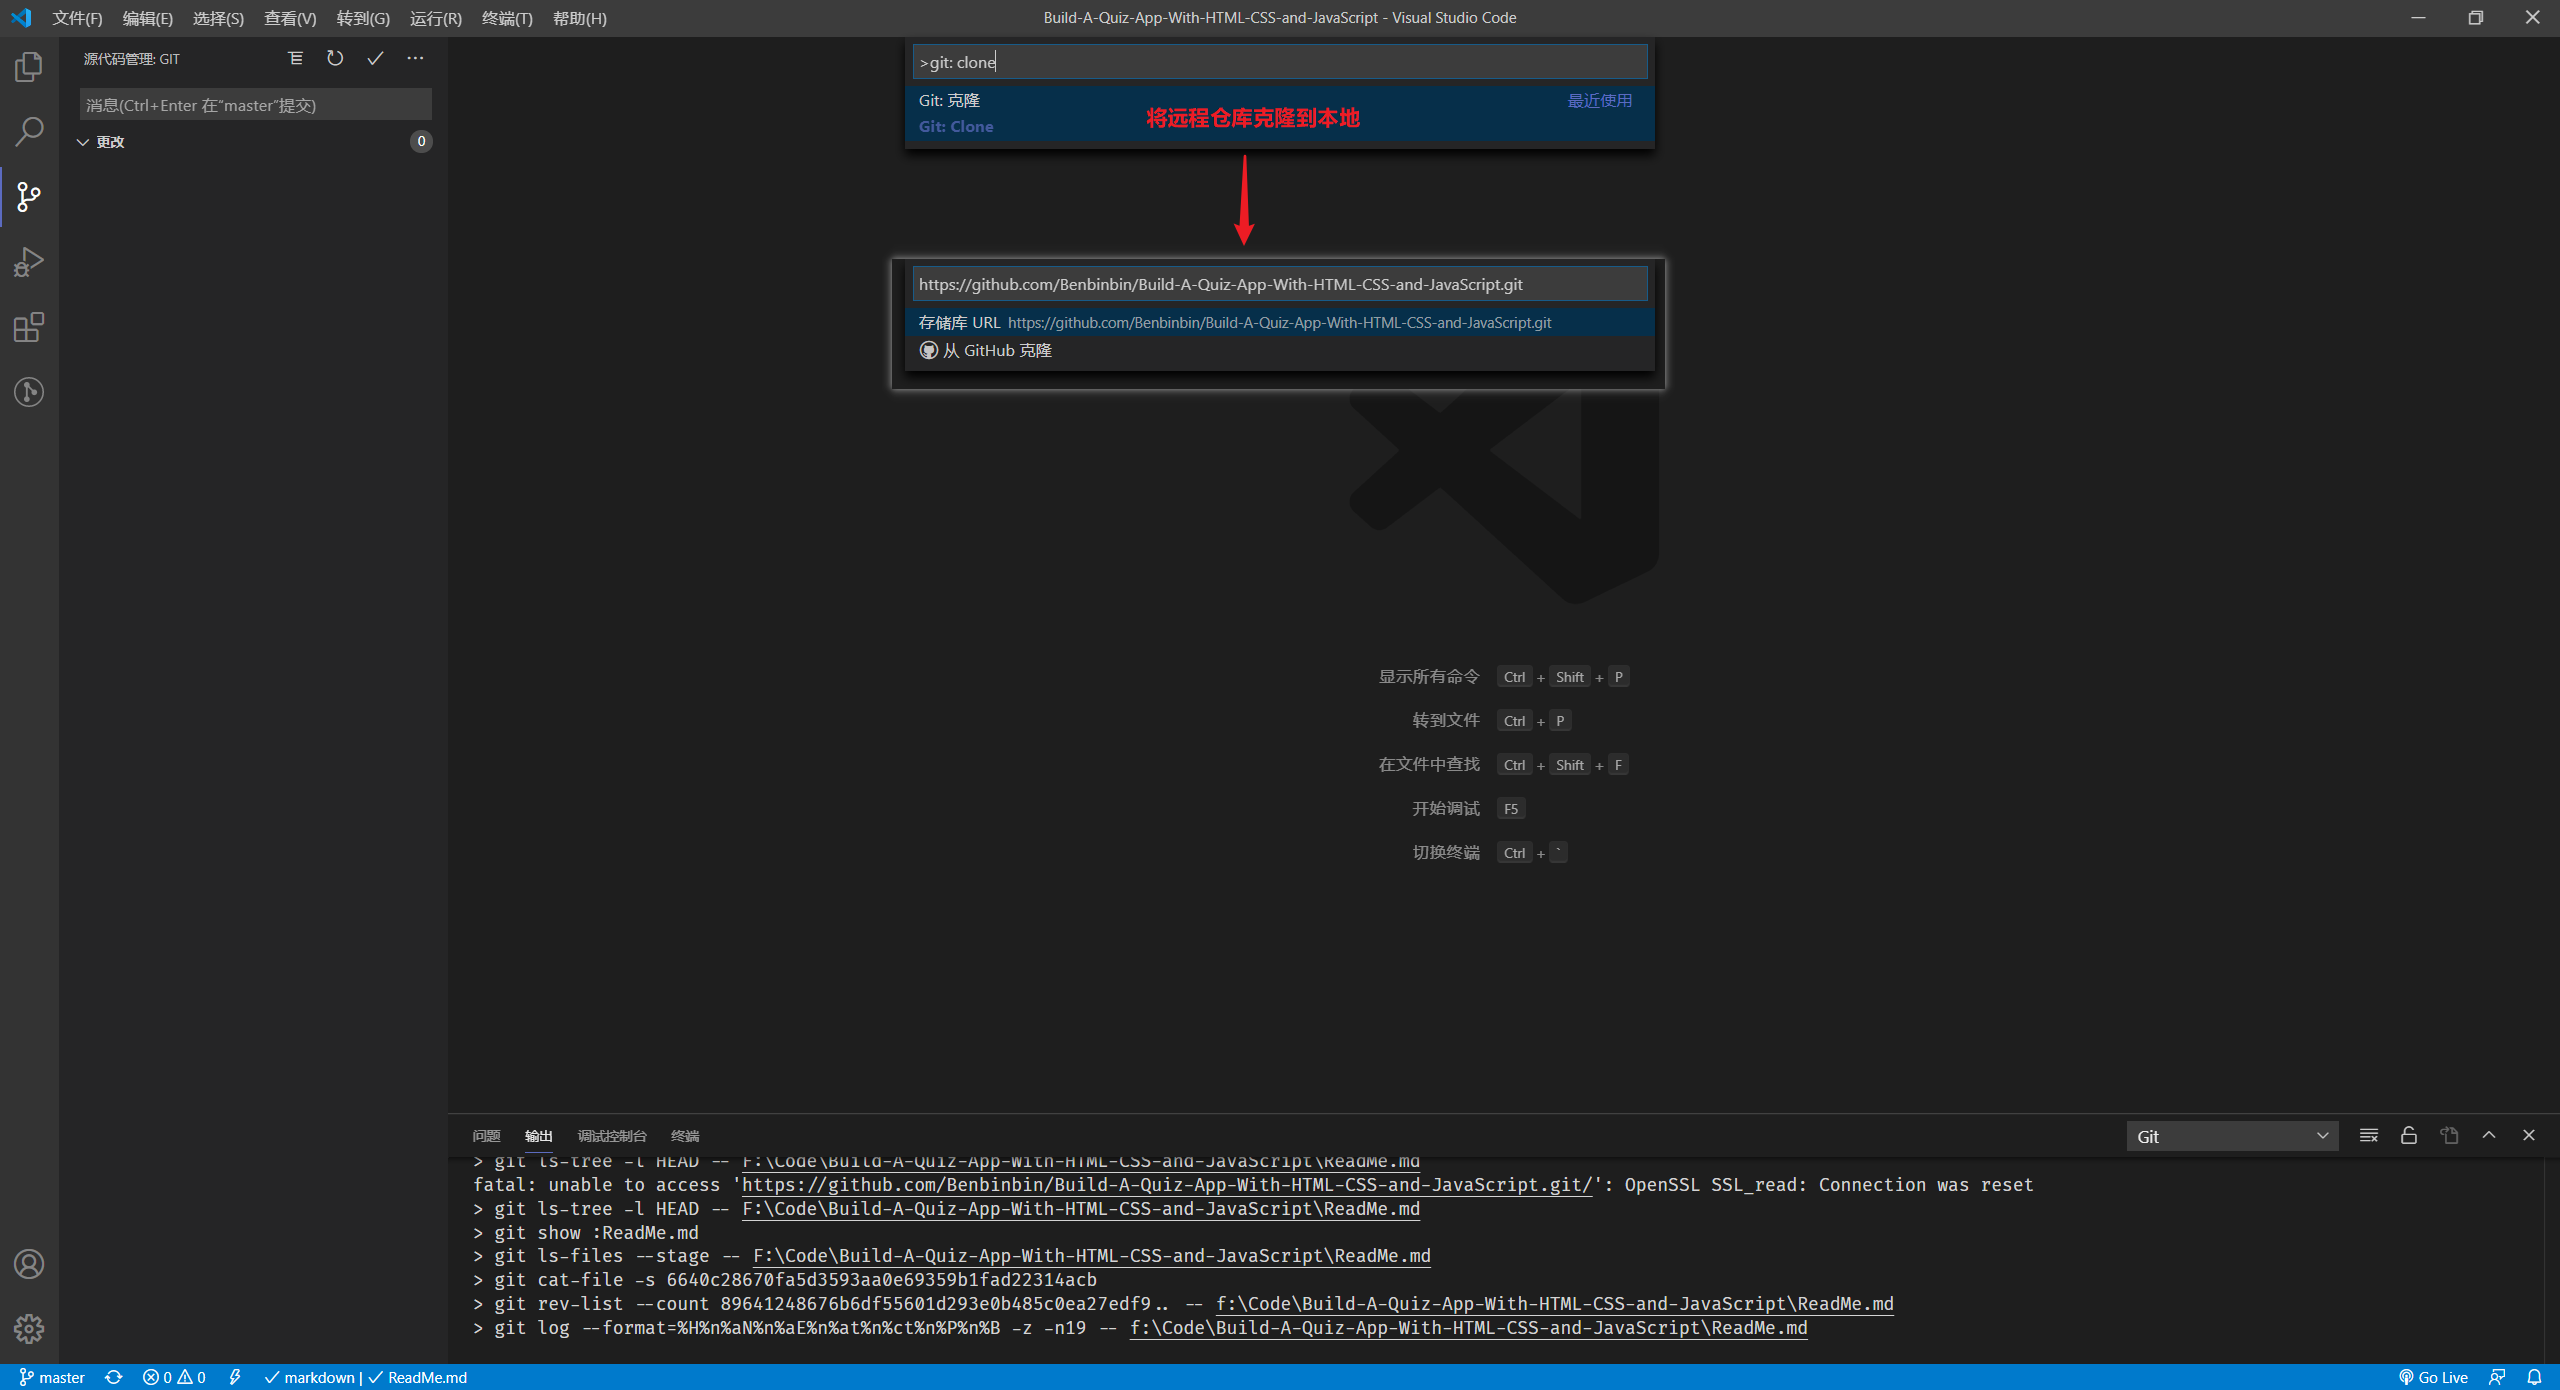 文件(F) 编辑(E) 选择(S) 查看(V) 转到(G) 运行(R) 终端(T) 帮助(H)
Build-A-Quiz-App-With-HTML-CSS-and-JavaScript - Visual Studio Code
源代码管理: GIT
消息(Ctrl+Enter 在"master"提交)
更改 0
>git: clone
Git: 克隆 最近使用
Git: Clone
将远程仓库克隆到本地
https://github.com/Benbinbin/Build-A-Quiz-App-With-HTML-CSS-and-JavaScript.git
存储库 URL https://github.com/Benbinbin/Build-A-Quiz-App-With-HTML-CSS-and-JavaScript.git
从 GitHub 克隆
显示所有命令 Ctrl + Shift + P
转到文件 Ctrl + P
在文件中查找 Ctrl + Shift + F
开始调试 F5
切换终端 Ctrl + `
问题 输出 调试控制台 终端 Git
> git ls-tree -l HEAD -- F:\Code\Build-A-Quiz-App-With-HTML-CSS-and-JavaScript\ReadMe.md
fatal: unable to access 'https://github.com/Benbinbin/Build-A-Quiz-App-With-HTML-CSS-and-JavaScript.git/': OpenSSL SSL_read: Connection was reset
> git ls-tree -l HEAD -- F:\Code\Build-A-Quiz-App-With-HTML-CSS-and-JavaScript\ReadMe.md
> git show :ReadMe.md
> git ls-files --stage -- F:\Code\Build-A-Quiz-App-With-HTML-CSS-and-JavaScript\ReadMe.md
> git cat-file -s 6640c28670fa5d3593aa0e69359b1fad22314acb
> git rev-list --count 89641248676b6df55601d293e0b485c0ea27edf9.. -- f:\Code\Build-A-Quiz-App-With-HTML-CSS-and-JavaScript\ReadMe.md
> git log --format=%H%n%aN%n%aE%n%at%n%ct%n%P%n%B -z -n19 -- f:\Code\Build-A-Quiz-App-With-HTML-CSS-and-JavaScript\ReadMe.md
master 0 0 markdown | ReadMe.md Go Live